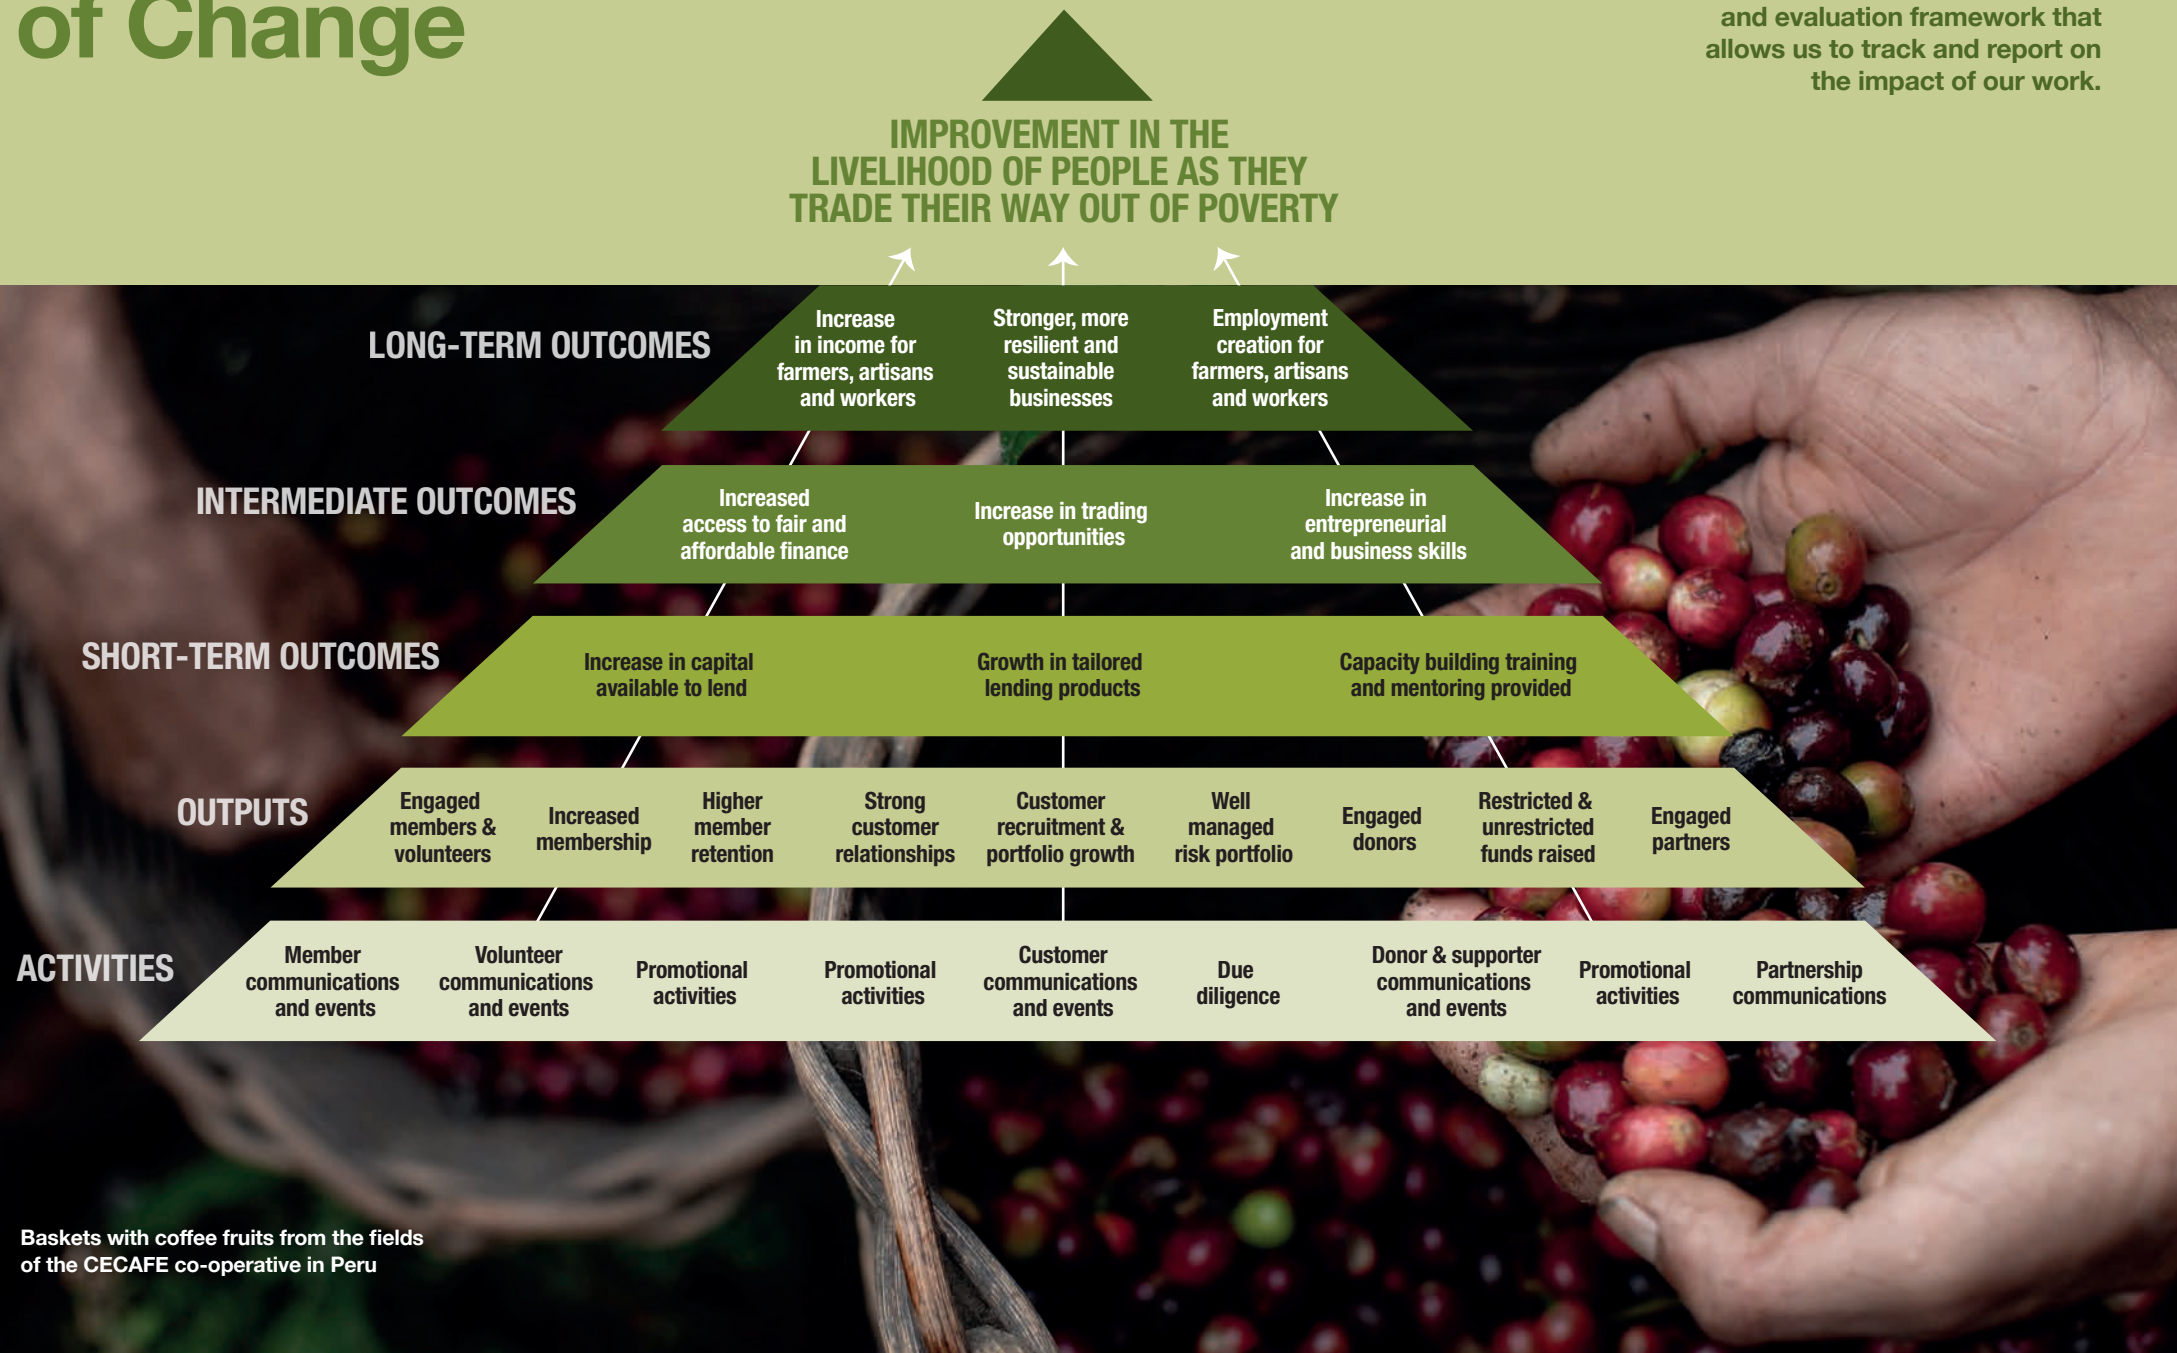 of Change
and evaluation framework that
allows us to track and report on
the impact of our work.
IMPROVEMENT IN THE
LIVELIHOOD OF PEOPLE AS THEY
TRADE THEIR WAY OUT OF POVERTY
LONG-TERM OUTCOMES
Increase
in income for
farmers, artisans
and workers
Stronger, more
resilient and
sustainable
businesses
Employment
creation for
farmers, artisans
and workers
INTERMEDIATE OUTCOMES
Increased
access to fair and
affordable finance
Increase in trading
opportunities
Increase in
entrepreneurial
and business skills
SHORT-TERM OUTCOMES
Increase in capital
available to lend
Growth in tailored
lending products
Capacity building training
and mentoring provided
OUTPUTS
Engaged
members &
volunteers
Increased
membership
Higher
member
retention
Strong
customer
relationships
Customer
recruitment &
portfolio growth
Well
managed
risk portfolio
Engaged
donors
Restricted &
unrestricted
funds raised
Engaged
partners
ACTIVITIES
Member
communications
and events
Volunteer
communications
and events
Promotional
activities
Promotional
activities
Customer
communications
and events
Due
diligence
Donor & supporter
communications
and events
Promotional
activities
Partnership
communications
Baskets with coffee fruits from the fields
of the CECAFE co-operative in Peru